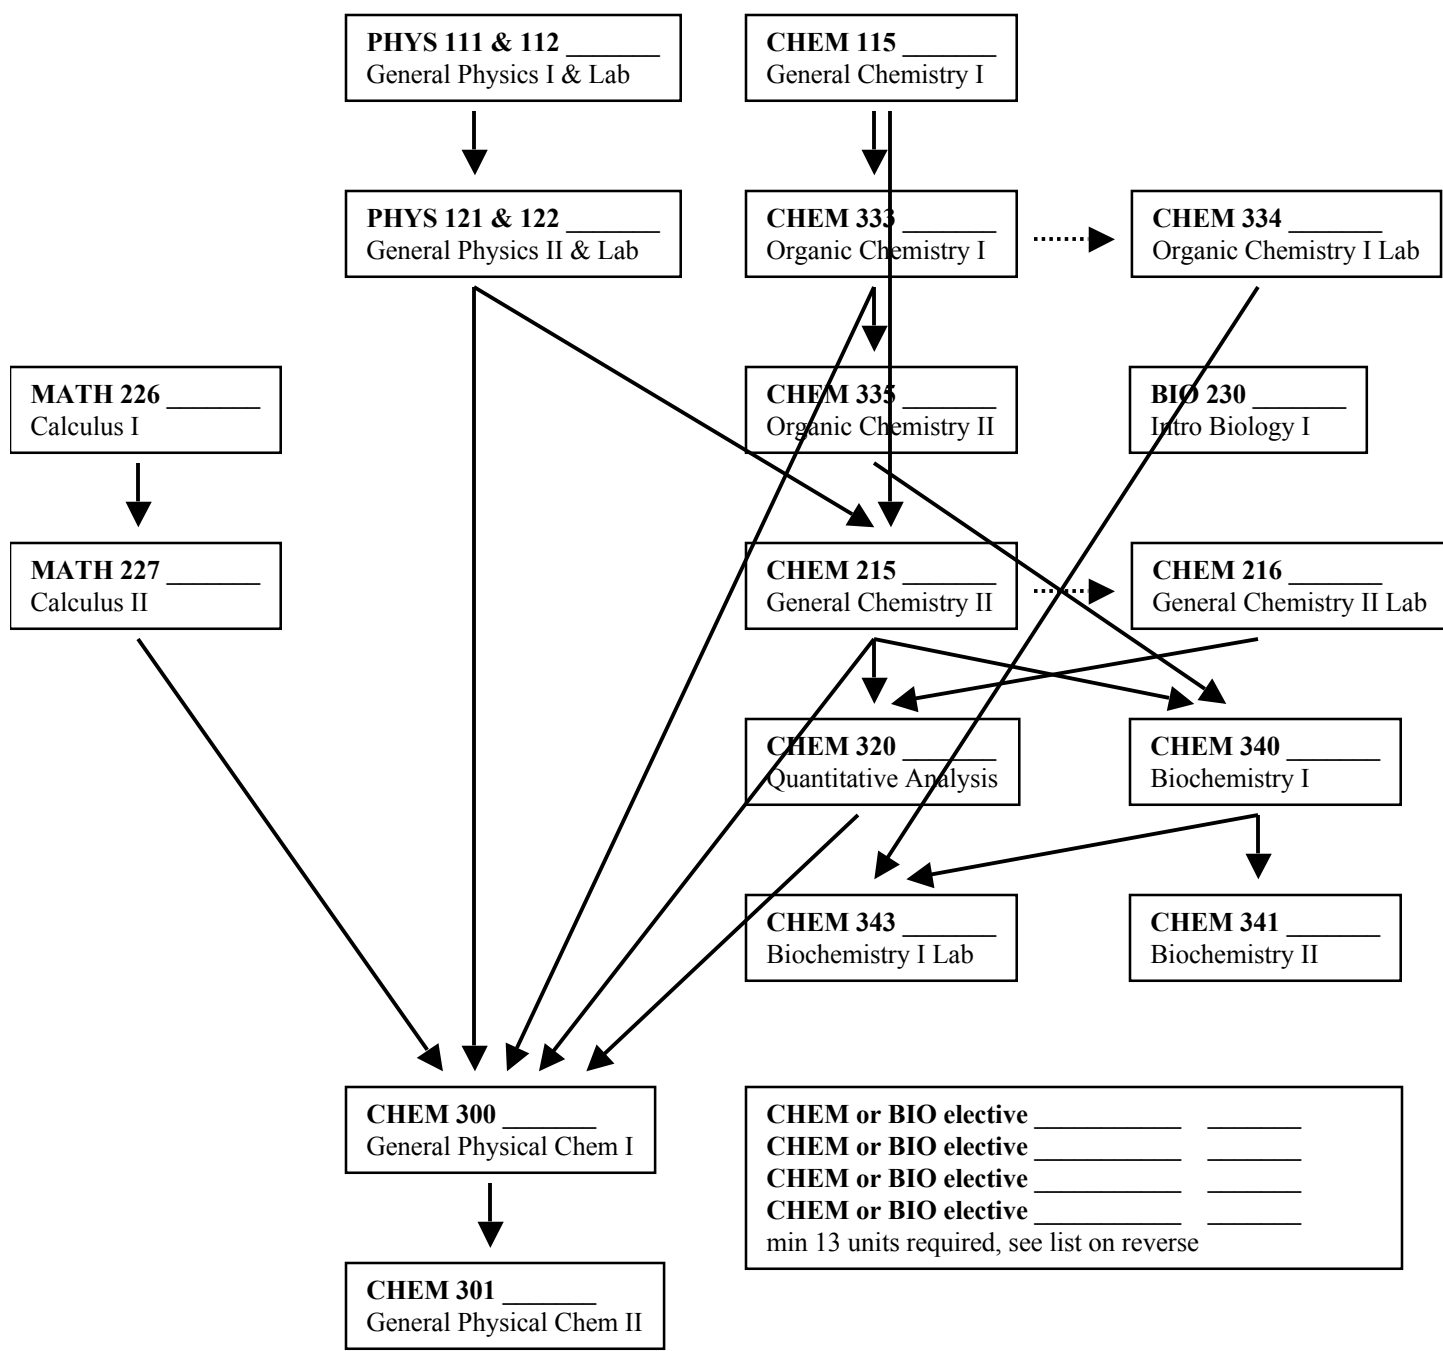 PHYS 111 & 112 _______
General Physics I & Lab
CHEM 115 _______
General Chemistry I
PHYS 121 & 122 _______
General Physics II & Lab
CHEM 333 _______
Organic Chemistry I
CHEM 334 _______
Organic Chemistry I Lab
MATH 226 _______
Calculus I
CHEM 335 _______
Organic Chemistry II
BIO 230 _______
Intro Biology I
MATH 227 _______
Calculus II
CHEM 215 _______
General Chemistry II
CHEM 216 _______
General Chemistry II Lab
CHEM 320 _______
Quantitative Analysis
CHEM 340 _______
Biochemistry I
CHEM 343 _______
Biochemistry I Lab
CHEM 341 _______
Biochemistry II
CHEM 300 _______
General Physical Chem I
CHEM or BIO elective ___________ _______
CHEM or BIO elective ___________ _______
CHEM or BIO elective ___________ _______
CHEM or BIO elective ___________ _______
min 13 units required, see list on reverse
CHEM 301 _______
General Physical Chem II